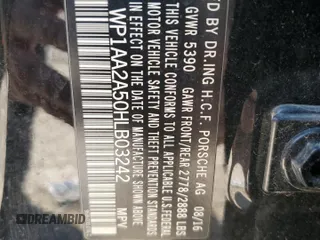 M'D BY DR.ING H.C.F. PORSCHE AG 08/16
GVWR 5390 GAWR FRONT/REAR 2778/2888 LBS
THIS VEHICLE CONFORMS TO ALL APPLICABLE
MOTOR VEHICLE SAFETY AND THEFT
PREVENTION STANDARDS IN EFFECT ON THE
DATE OF MANUFACTURE SHOWN ABOVE.
WP1AA2A50HLB03242 MPV
DREAMBID